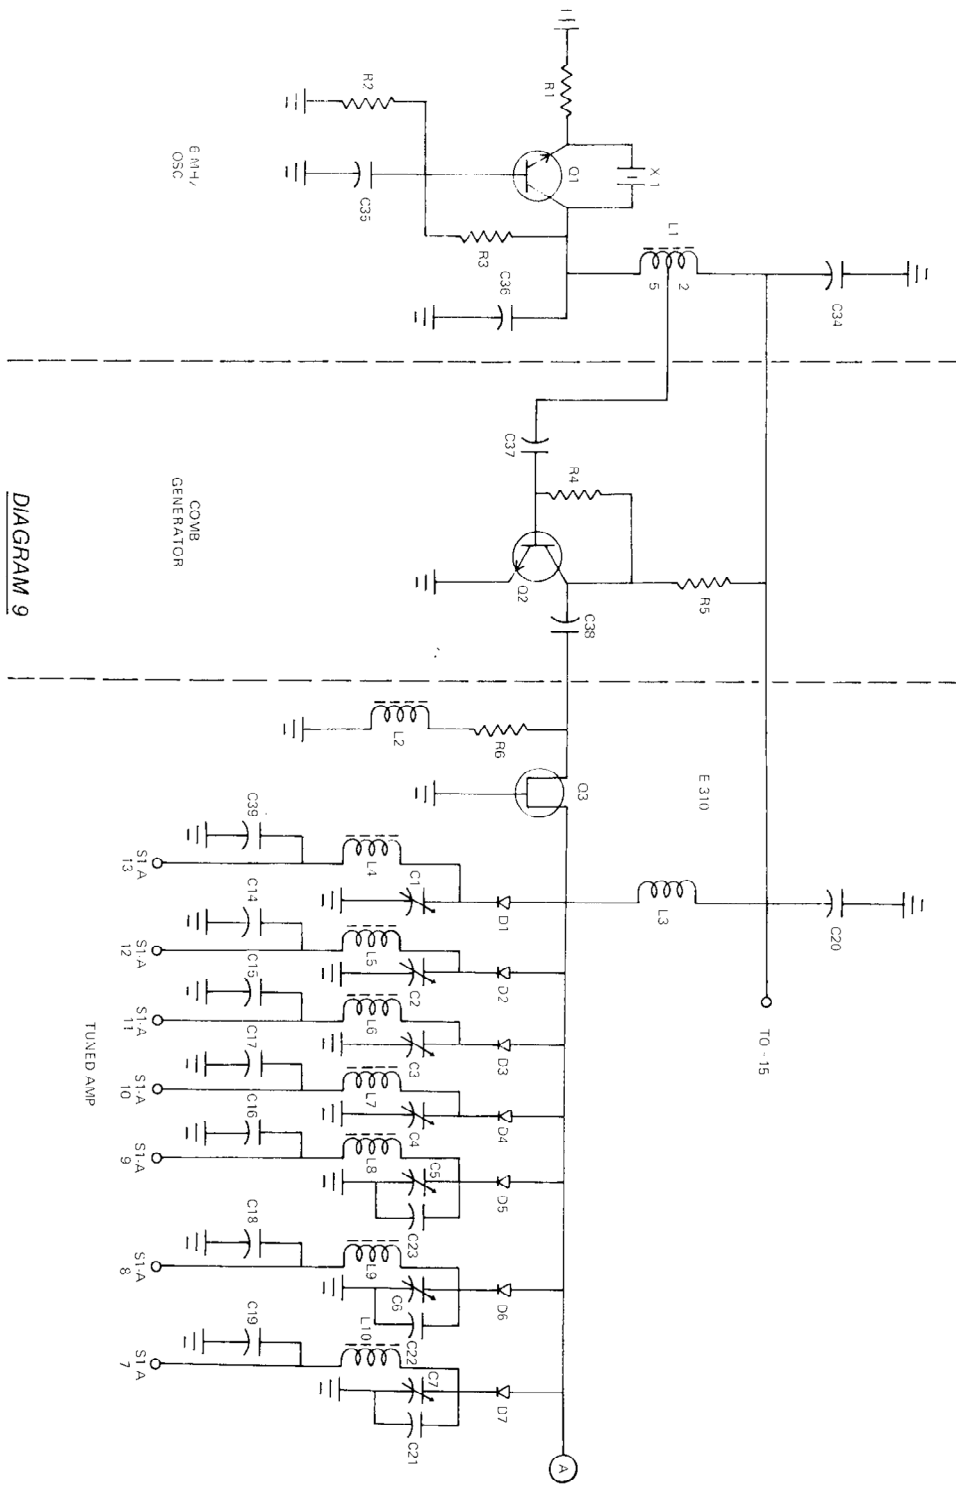 R1
X 1
Q1
R2
C35
R3
C36
L1
2
5
C34
6 MHz
OSC
C37
R4
Q2
R5
C38
COMB
GENERATOR
DIAGRAM 9
L2
R6
Q3
E 310
L3
C20
TO - 15
D1
D2
D3
D4
D5
D6
D7
A
C1
C2
C3
C4
C5
C23
C6
C22
C7
C21
L4
L5
L6
L7
L8
L9
L10
C39
C14
C15
C17
C16
C18
C19
S1-A
13
S1-A
12
S1-A
11
S1-A
10
S1-A
9
S1-A
8
S1-A
7
TUNED AMP